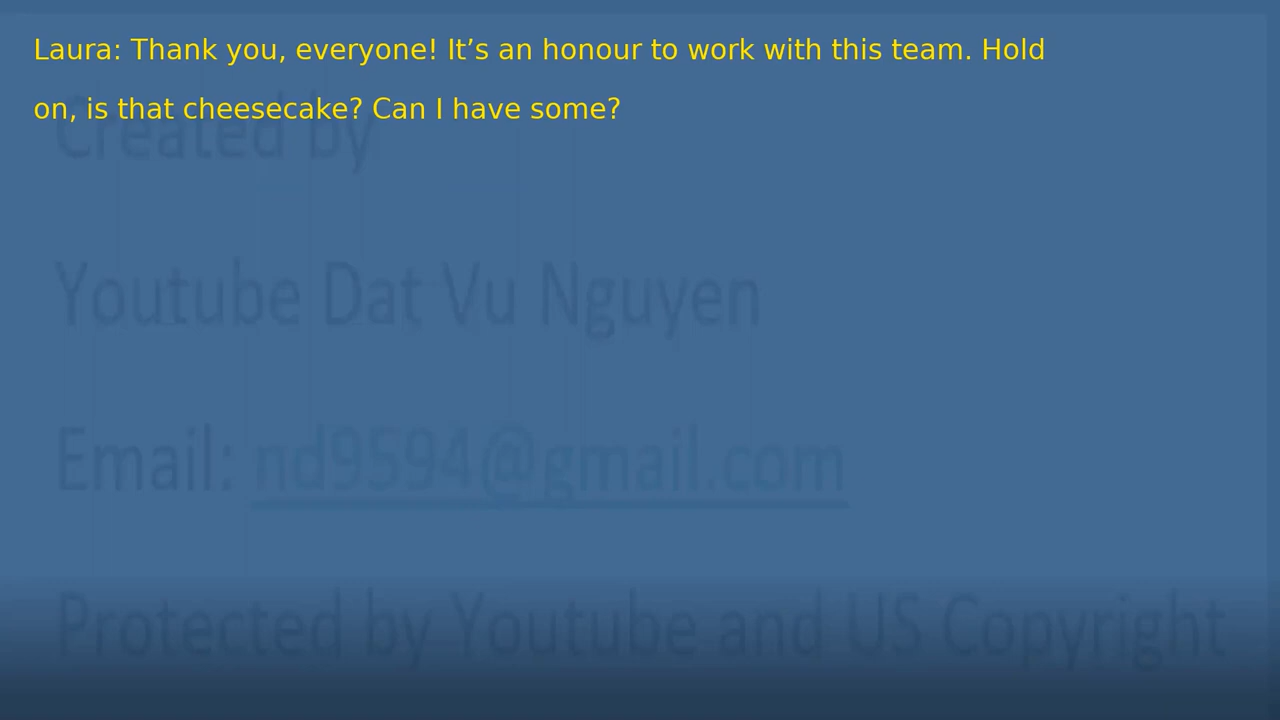 Laura: Thank you, everyone! It’s an honour to work with this team. Hold
on, is that cheesecake? Can I have some?
Created by
Youtube Dat Vu Nguyen
Email: nd9594@gmail.com
Protected by Youtube and US Copyright